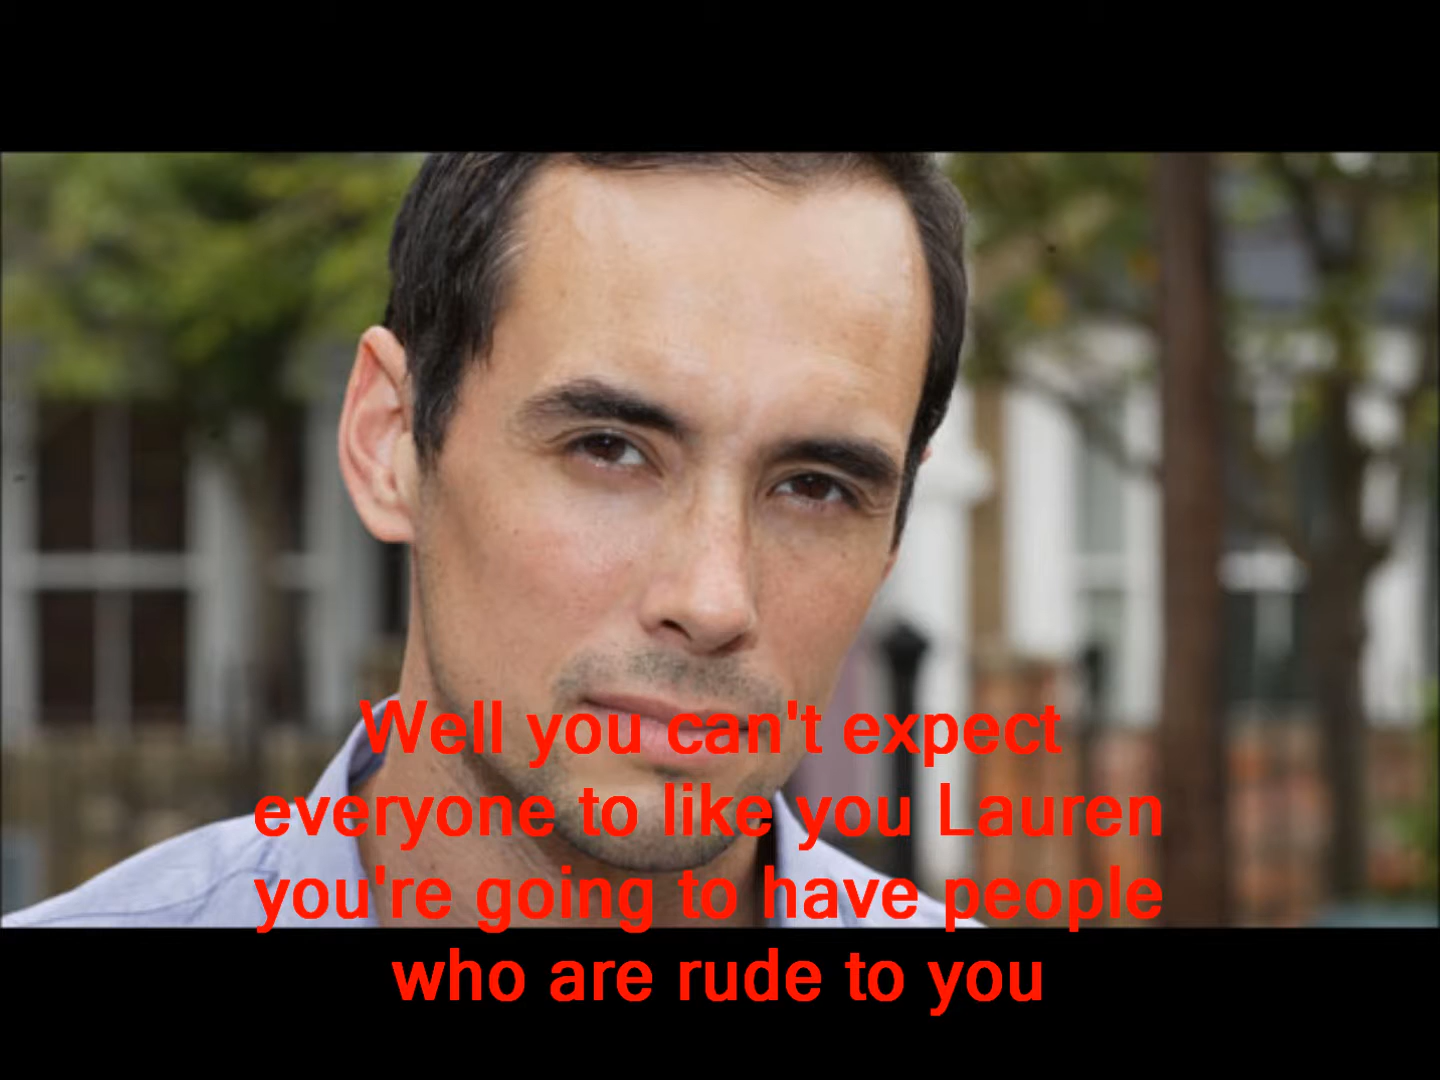 Well you can't expect
everyone to like you Lauren
you're going to have people
who are rude to you